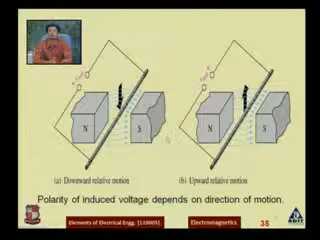 N
S
N
S
(a) Downward relative motion
(b) Upward relative motion
Polarity of induced voltage depends on direction of motion.
Elements of Electrical Engg. [110005]
Electromagnetics
35